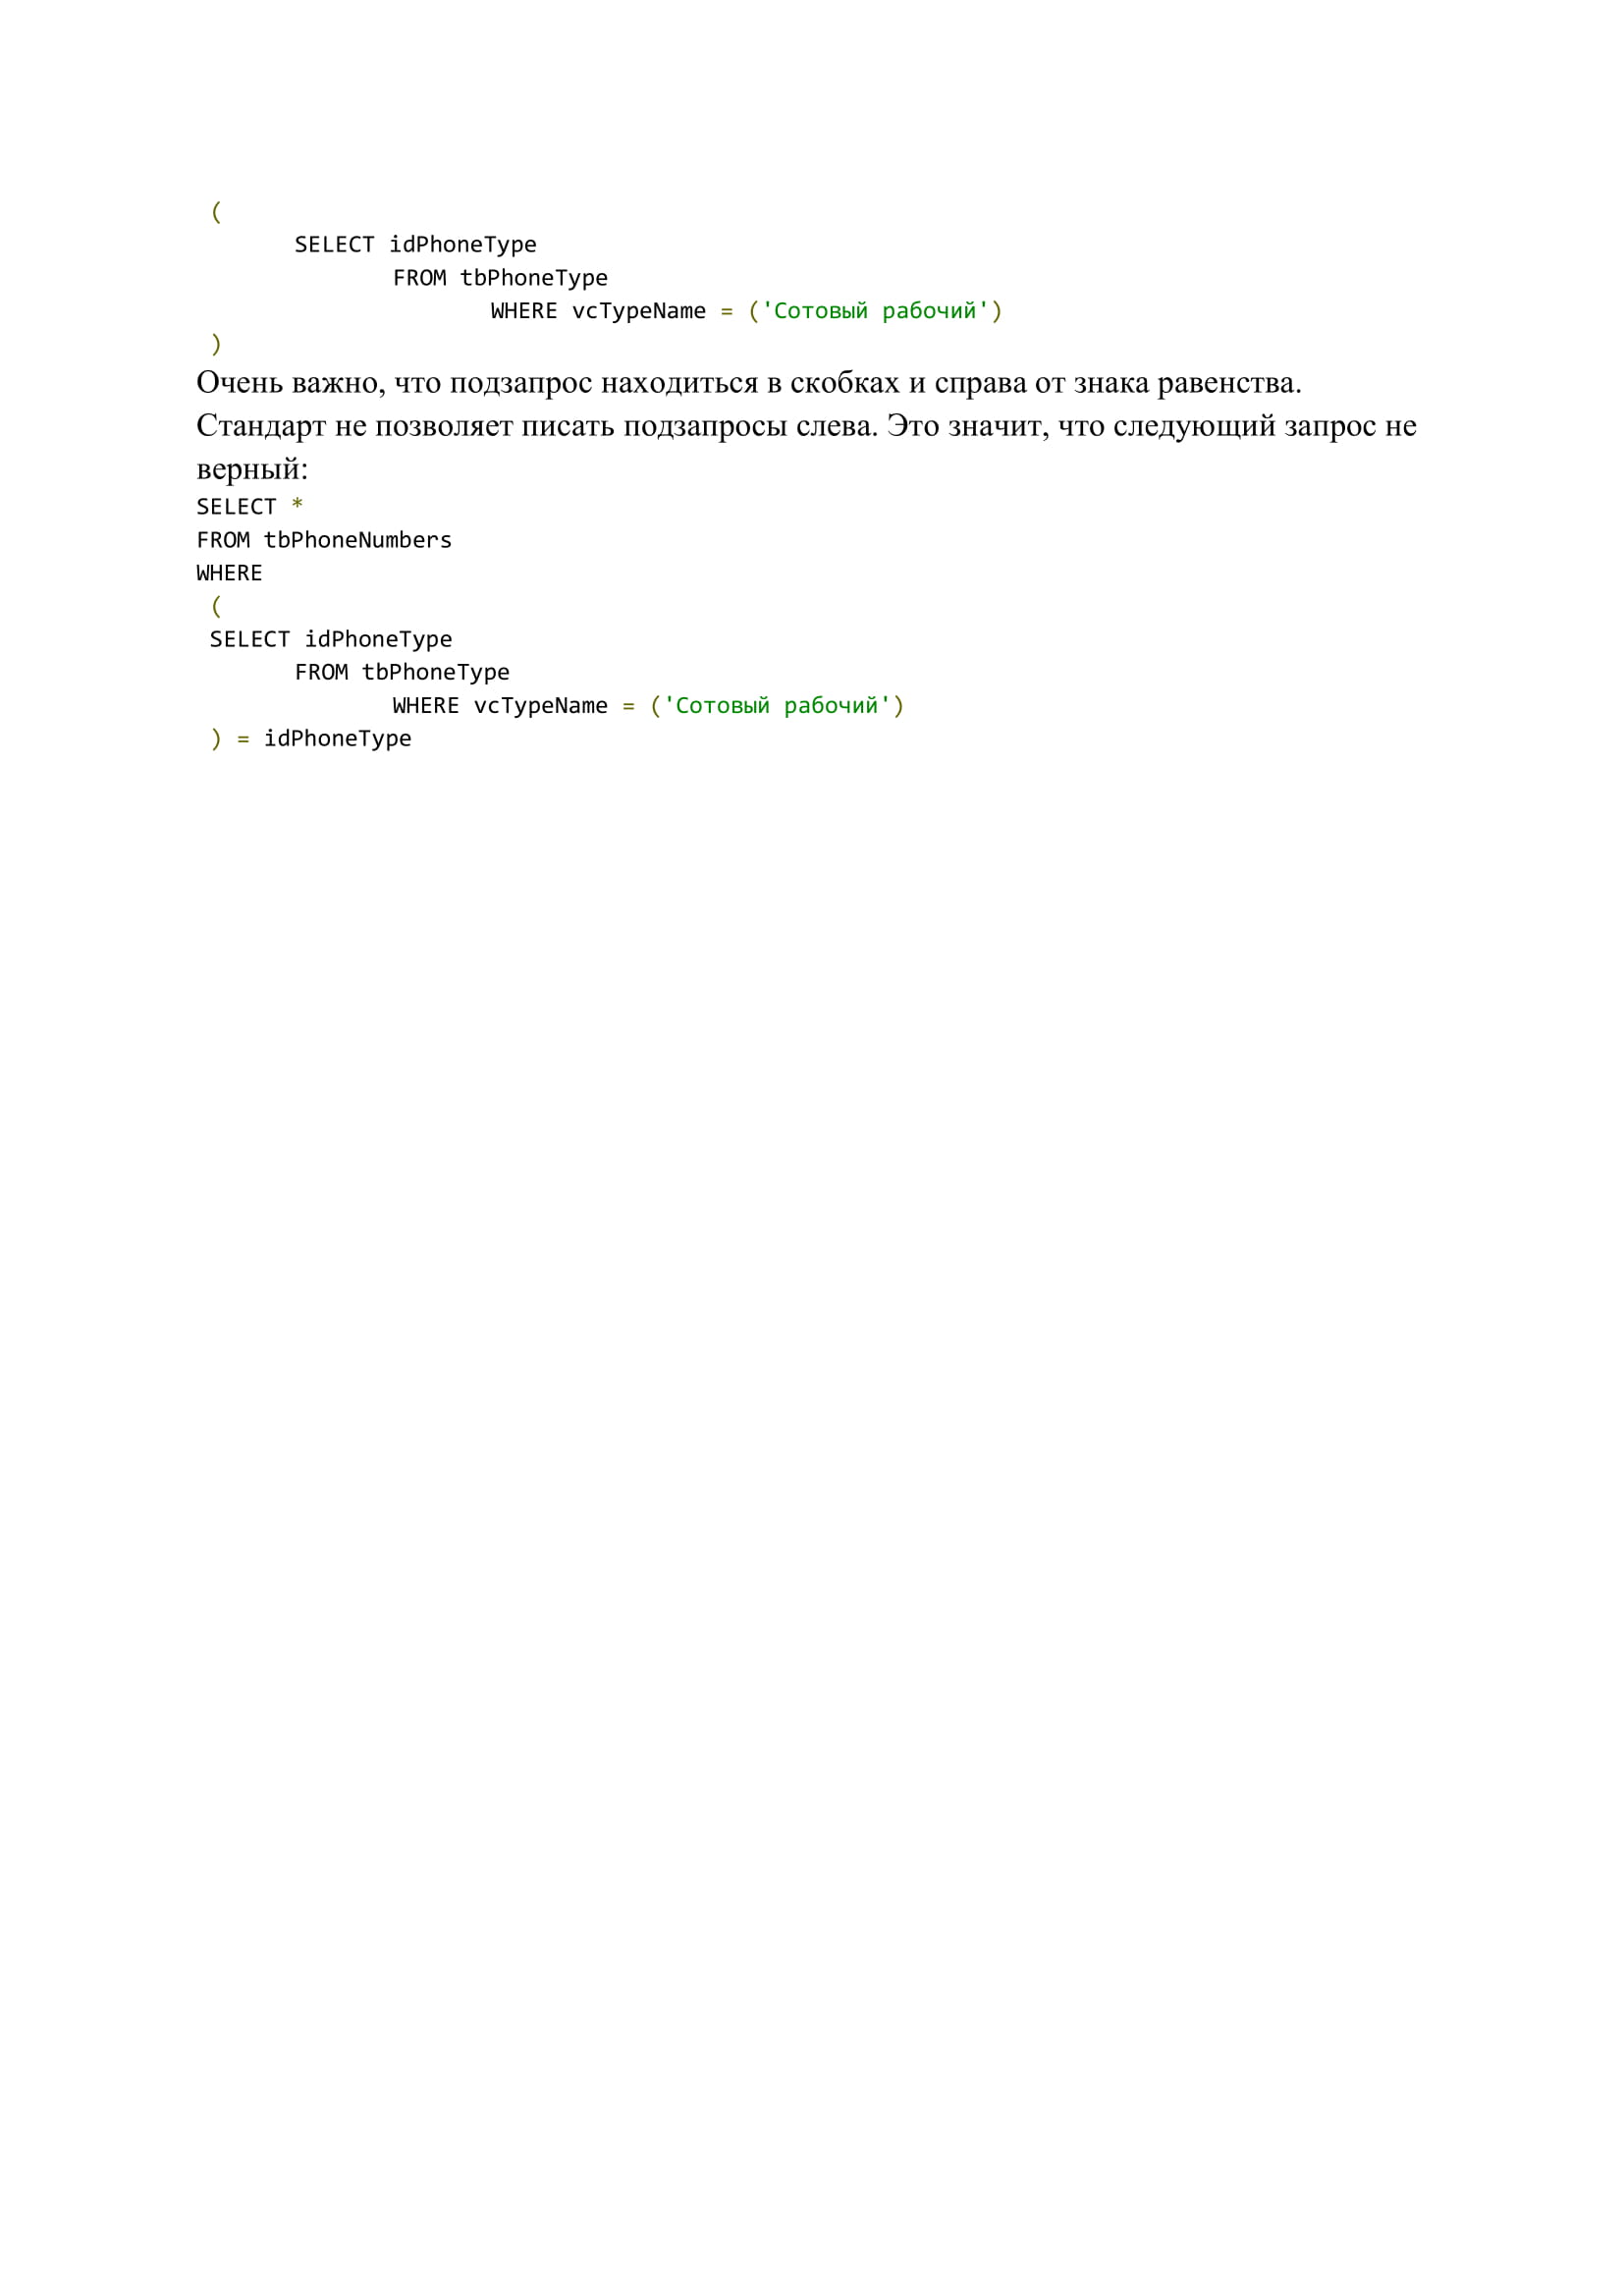 (
SELECT idPhoneType
FROM tbPhoneType
WHERE vcTypeName = ('Сотовый рабочий')
)
Очень важно, что подзапрос находиться в скобках и справа от знака равенства.
Стандарт не позволяет писать подзапросы слева. Это значит, что следующий запрос не
верный:
SELECT *
FROM tbPhoneNumbers
WHERE
(
SELECT idPhoneType
FROM tbPhoneType
WHERE vcTypeName = ('Сотовый рабочий')
) = idPhoneType